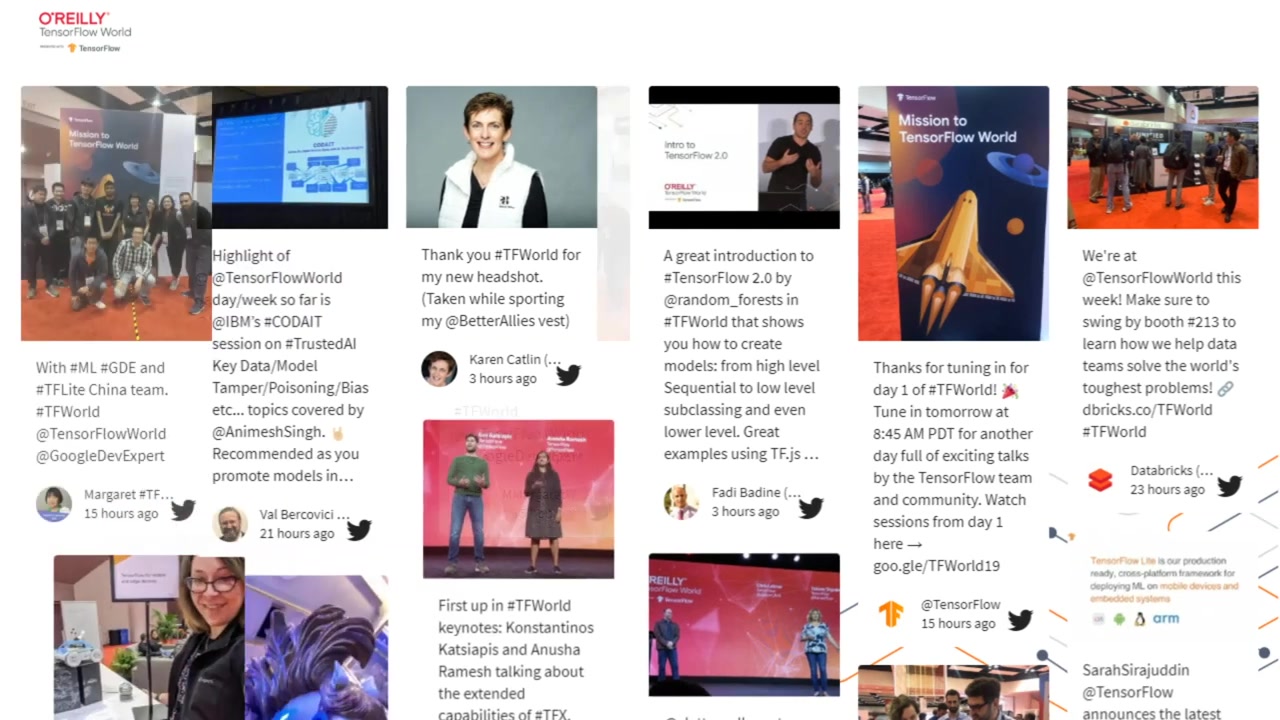 O'REILLY
TensorFlow World
TensorFlow
TensorFlow
Mission to
TensorFlow World
With #ML #GDE and
#TFLite China team.
#TFWorld
@TensorFlowWorld
@GoogleDevExpert
Margaret #TF...
15 hours ago
CODAIT
Highlight of
@TensorFlowWorld
day/week so far is
@IBM's #CODAIT
session on #TrustedAI
Key Data/Model
Tamper/Poisoning/Bias
etc... topics covered by
@AnimeshSingh. 🤘🏼
Recommended as you
promote models in...
Val Bercovici ...
21 hours ago
Thank you #TFWorld for
my new headshot.
(Taken while sporting
my @BetterAllies vest)
Karen Catlin (...
3 hours ago
#TFWorld
First up in #TFWorld
keynotes: Konstantinos
Katsiapis and Anusha
Ramesh talking about
the extended
capabilities of #TFX.
intro to
TensorFlow 2.0
O'REILLY
TensorFlow World
A great introduction to
#TensorFlow 2.0 by
@random_forests in
#TFWorld that shows
you how to create
models: from high level
Sequential to low level
subclassing and even
lower level. Great
examples using TF.js ...
Fadi Badine (...
3 hours ago
REILLY
TensorFlow
Mission to
TensorFlow World
Thanks for tuning in for
day 1 of #TFWorld! 🎉
Tune in tomorrow at
8:45 AM PDT for another
day full of exciting talks
by the TensorFlow team
and community. Watch
sessions from day 1
here →
goo.gle/TFWorld19
@TensorFlow
15 hours ago
We're at
@TensorFlowWorld this
week! Make sure to
swing by booth #213 to
learn how we help data
teams solve the world's
toughest problems! 🔗
dbricks.co/TFWorld
#TFWorld
Databricks (...
23 hours ago
TensorFlow Lite is our production
ready, cross-platform framework for
deploying ML on mobile devices and
embedded systems
arm
SarahSirajuddin
@TensorFlow
announces the latest